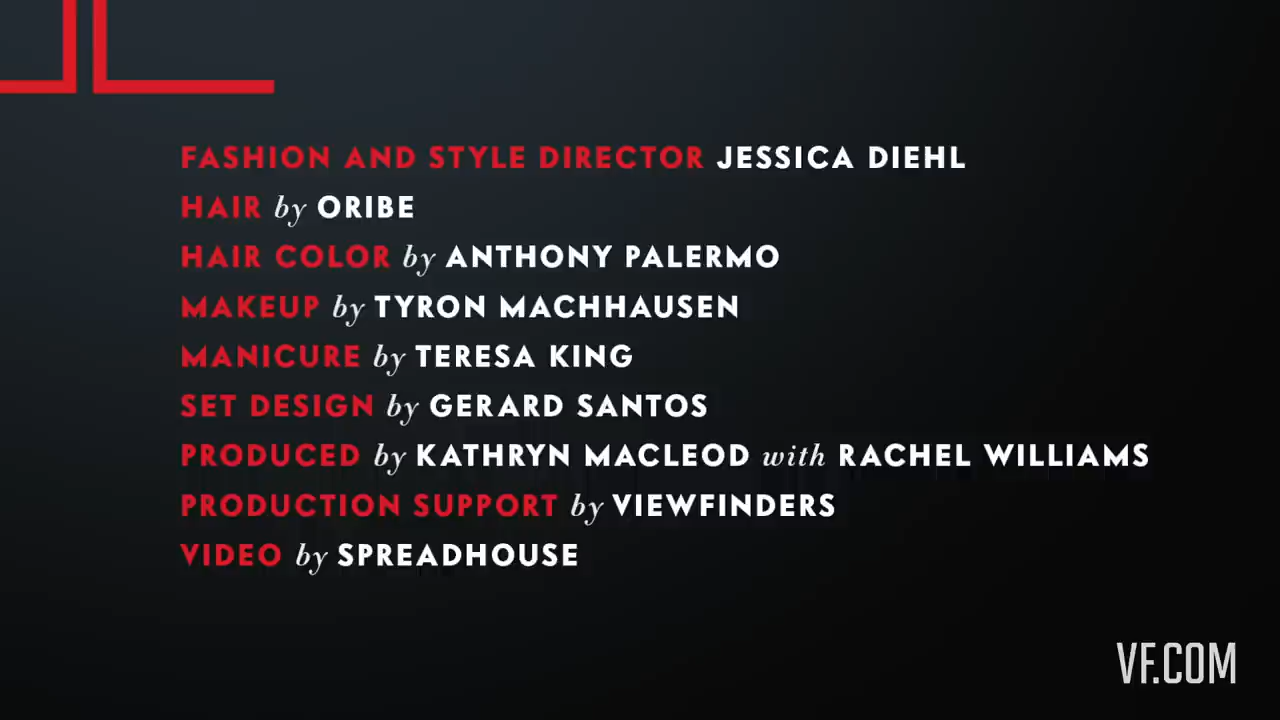 FASHION AND STYLE DIRECTOR JESSICA DIEHL
HAIR by ORIBE
HAIR COLOR by ANTHONY PALERMO
MAKEUP by TYRON MACHHAUSEN
MANICURE by TERESA KING
SET DESIGN by GERARD SANTOS
PRODUCED by KATHRYN MACLEOD with RACHEL WILLIAMS
PRODUCTION SUPPORT by VIEWFINDERS
VIDEO by SPREADHOUSE
VF.COM